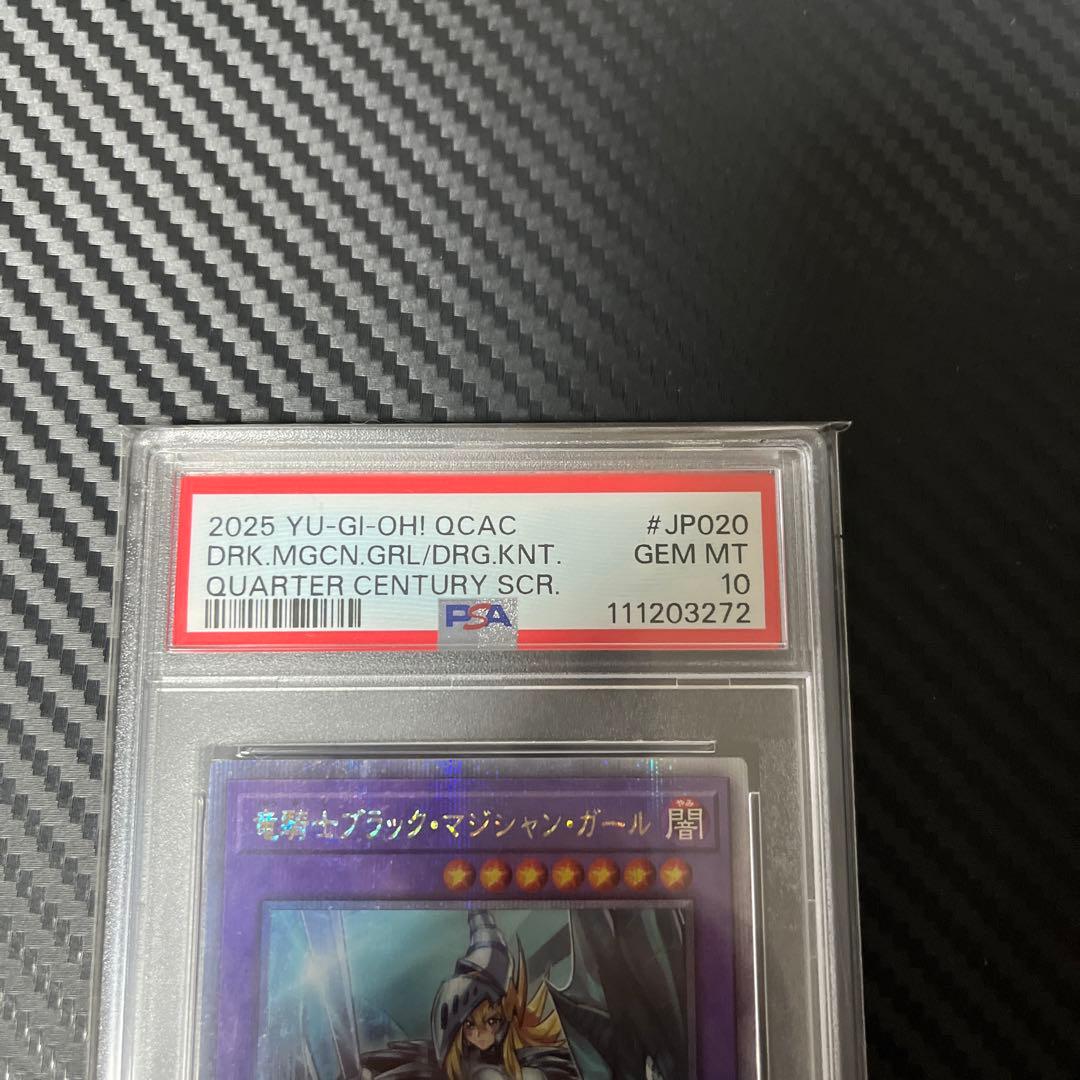 2025 YU-GI-OH! QCAC #JP020
DRK.MGCN.GRL/DRG.KNT. GEM MT
QUARTER CENTURY SCR. 10
PSA 111203272
竜騎士ブラック・マジシャン・ガール
やみ
闇